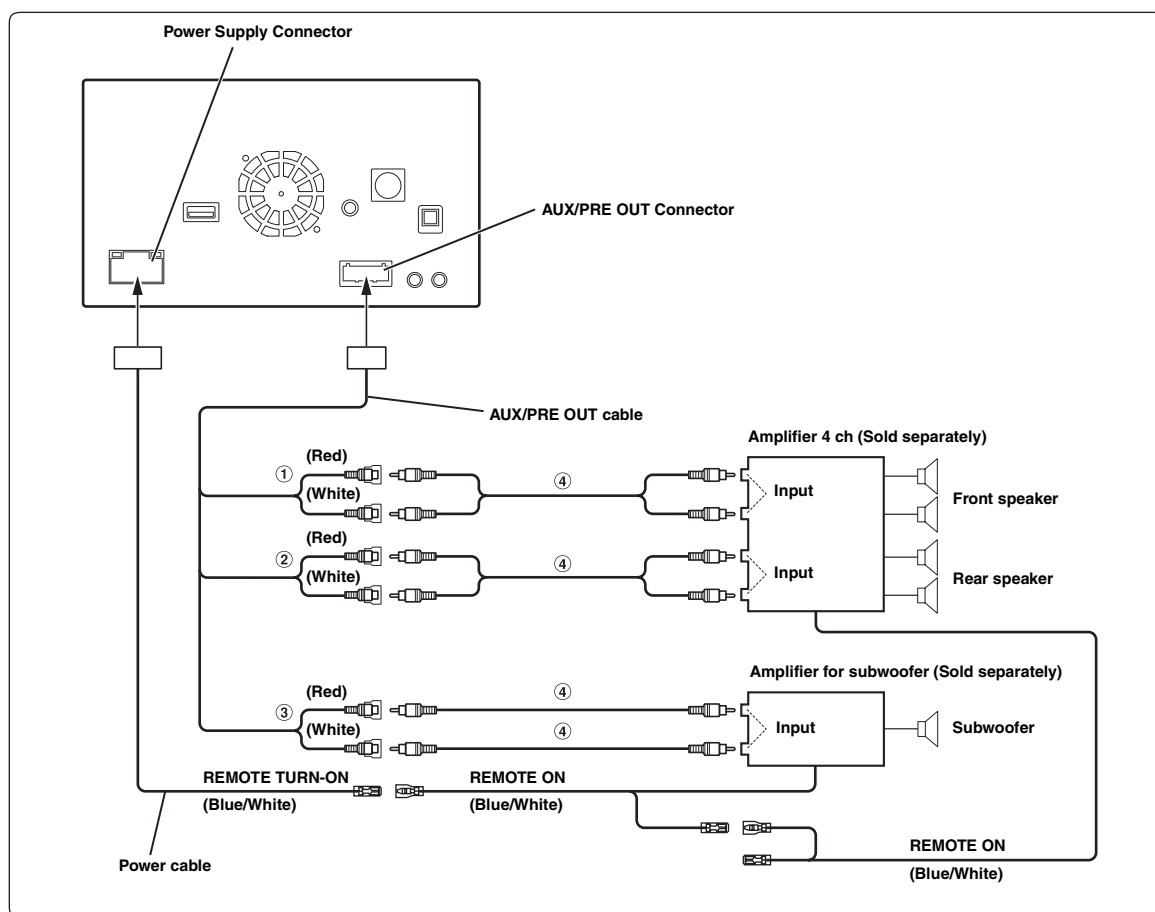 Power Supply Connector
AUX/PRE OUT Connector
AUX/PRE OUT cable
Amplifier 4 ch (Sold separately)
(Red)
①
④
(White)
Input
Front speaker
(Red)
②
④
(White)
Input
Rear speaker
Amplifier for subwoofer (Sold separately)
(Red)
④
③
(White)
④
Input
Subwoofer
REMOTE TURN-ON
(Blue/White)
REMOTE ON
(Blue/White)
Power cable
REMOTE ON
(Blue/White)